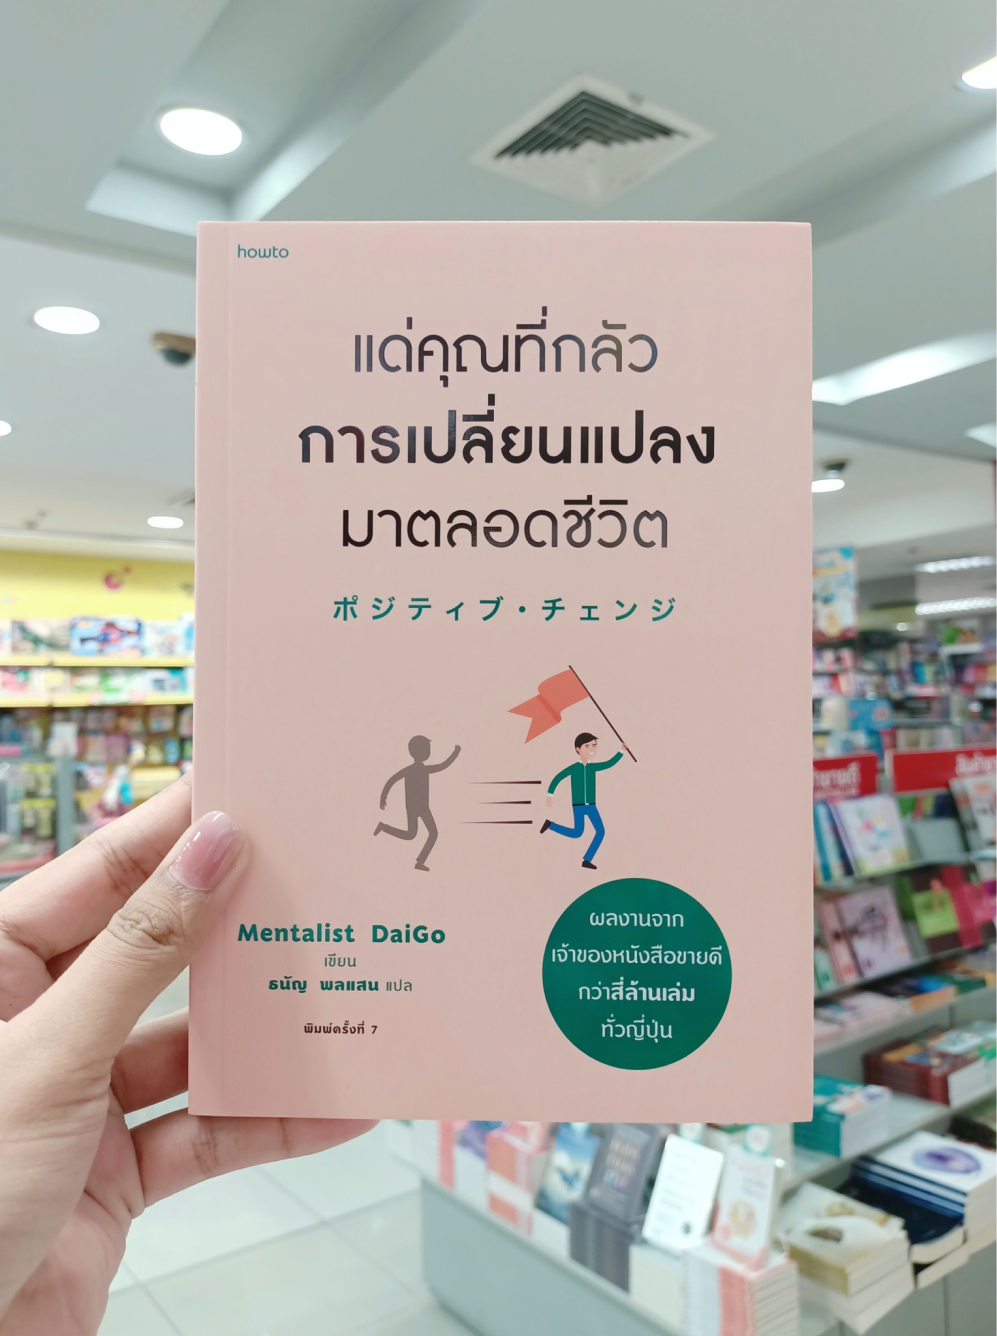 howto
แด่คุณที่กลัว
การเปลี่ยนแปลง
มาตลอดชีวิต
ポジティブ・チェンジ
Mentalist DaiGo
เขียน
ธนัญ พลแสน แปล
พิมพ์ครั้งที่ 7
ผลงานจาก
เจ้าของหนังสือขายดี
กว่าสี่ล้านเล่ม
ทั่วญี่ปุ่น